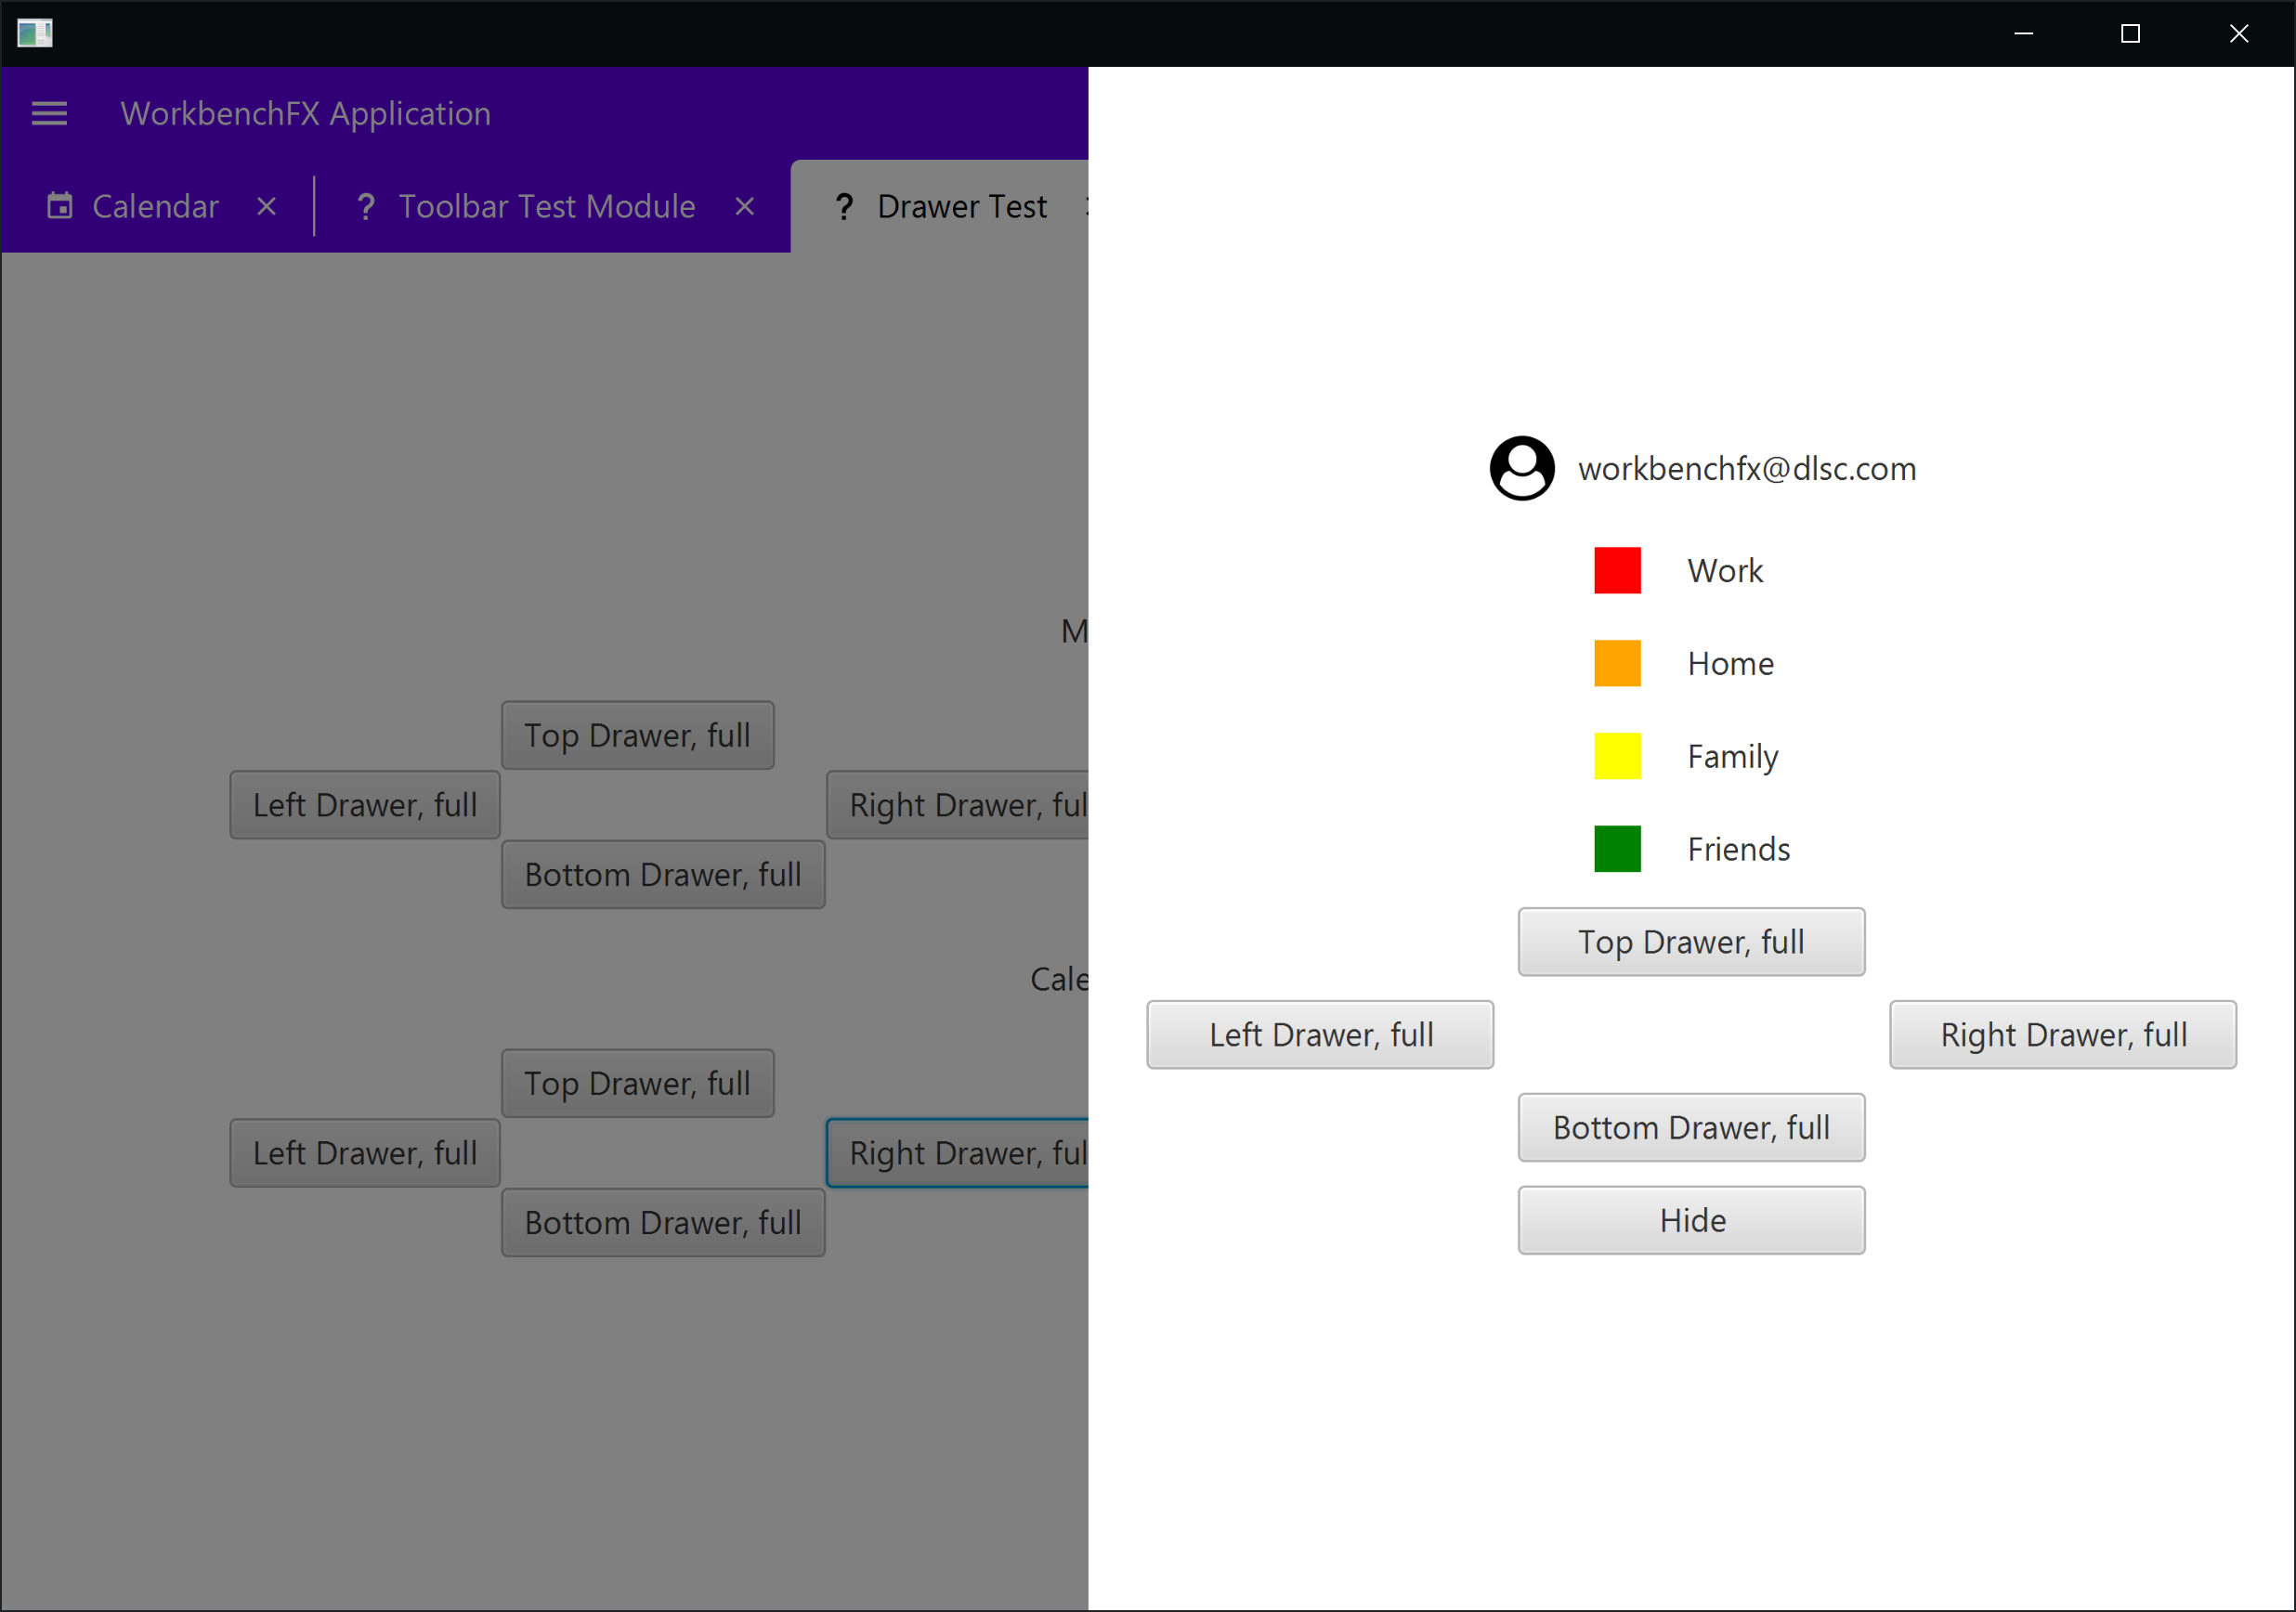 WorkbenchFX Application
Calendar
? Toolbar Test Module
? Drawer Test
M
Top Drawer, full
Left Drawer, full
Right Drawer, ful
Bottom Drawer, full
Cale
Top Drawer, full
Left Drawer, full
Right Drawer, ful
Bottom Drawer, full
workbenchfx@dlsc.com
Work
Home
Family
Friends
Top Drawer, full
Left Drawer, full
Right Drawer, full
Bottom Drawer, full
Hide